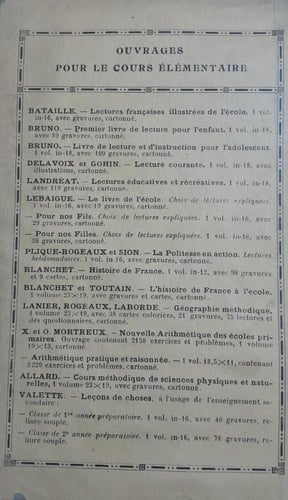 OUVRAGES
POUR LE COURS ÉLÉMENTAIRE
BATAILLE. — Lectures françaises illustrées de l'école. 1 vol.
in-16, avec gravures, cartonné.
BRUNO. — Premier livre de lecture pour l'enfant. 1 vol. in-18,
avec 89 gravures, cartonné.
BRUNO. — Livre de lecture et d'instruction pour l'adolescent.
1 vol. in-18, avec 109 gravures, cartonné.
DELAVOIX et GOHIN. — Lecture courante. 1 vol. in-18, avec
illustrations, cartonné.
LANDRÉAT. — Lectures éducatives et récréatives. 1 vol. in-18
avec 119 gravures, cartonné.
LEBAIGUE. — Le livre de l'école. Choix de lectures expliquées.
1 vol. in-16, avec 49 gravures, cartonné.
— Pour nos Fils. Choix de lectures expliquées. 1 vol. in-16, avec
29 gravures, cartonné.
— Pour nos Filles. Choix de lectures expliquées. 1 vol. in-16, avec
26 gravures, cartonné.
PLIQUE-ROGEAUX et SION. — La Politesse en action. Lectures
hebdomadaires. 1 vol. in-16, avec gravures, cartonné.
BLANCHET. — Histoire de France. 1 vol. in-12, avec 98 gravures
et 9 cartes, cartonné.
BLANCHET et TOUTAIN. — L'histoire de France à l'école.
1 volume 22×19, avec gravures et cartes, cartonné.
LANIER, ROGEAUX, LABORDE. — Géographie méthodique.
1 volume 23×19, avec 38 cartes coloriées, 21 gravures, 75 lectures et
des questionnaires, cartonné.
X. et O. MORTREUX. — Nouvelle Arithmétique des écoles pri-
maires. Ouvrage contenant 2150 exercices et problèmes, 1 volume
19×13, cartonné.
— Arithmétique pratique et raisonnée. — 1 vol. 18,5×11, contenant
2220 exercices et problèmes, cartonné.
ALLARD. — Cours méthodique de sciences physiques et natu-
relles, 1 volume 22×19, avec gravures, cartonné.
VALETTE. — Leçons de choses, à l'usage de l'enseignement se-
condaire :
— Classe de 1re année préparatoire. 1 vol. in-16, avec 40 gravures, re-
liure souple.
— Classe de 2e année préparatoire. 1 vol. in-16, avec 78 gravures, re-
liure souple.